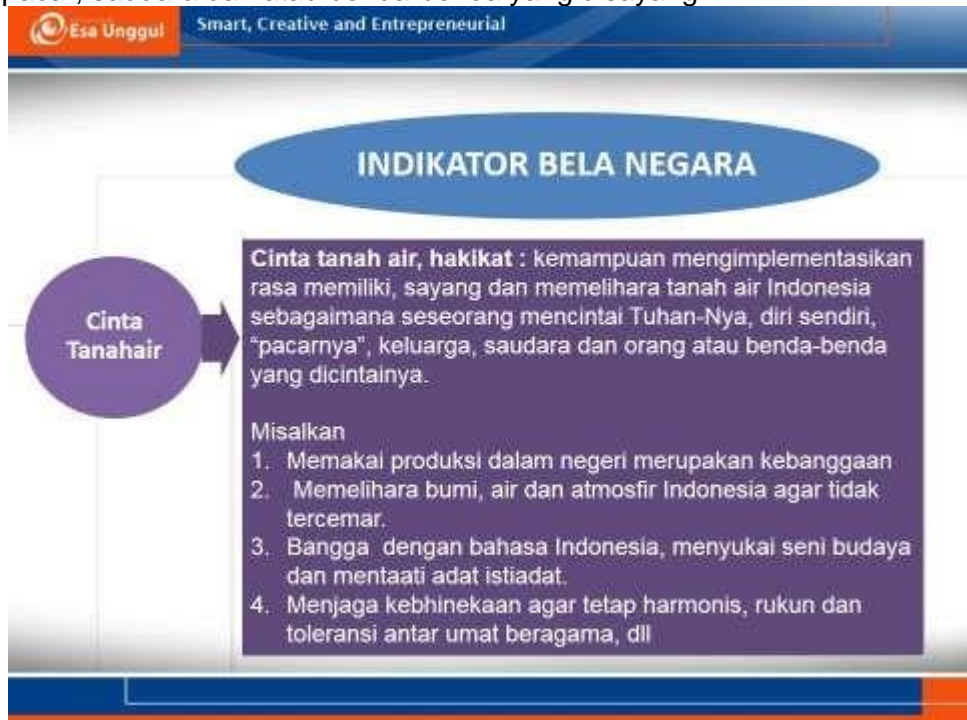 Esa Unggul
Smart, Creative and Entrepreneurial
INDIKATOR BELA NEGARA
Cinta
Tanahair
Cinta tanah air, hakikat : kemampuan mengimplementasikan
rasa memiliki, sayang dan memelihara tanah air Indonesia
sebagaimana seseorang mencintai Tuhan-Nya, diri sendiri,
“pacarnya”, keluarga, saudara dan orang atau benda-benda
yang dicintainya.
Misalkan
1. Memakai produksi dalam negeri merupakan kebanggaan
2. Memelihara bumi, air dan atmosfir Indonesia agar tidak
tercemar.
3. Bangga dengan bahasa Indonesia, menyukai seni budaya
dan mentaati adat istiadat.
4. Menjaga kebhinekaan agar tetap harmonis, rukun dan
toleransi antar umat beragama, dll